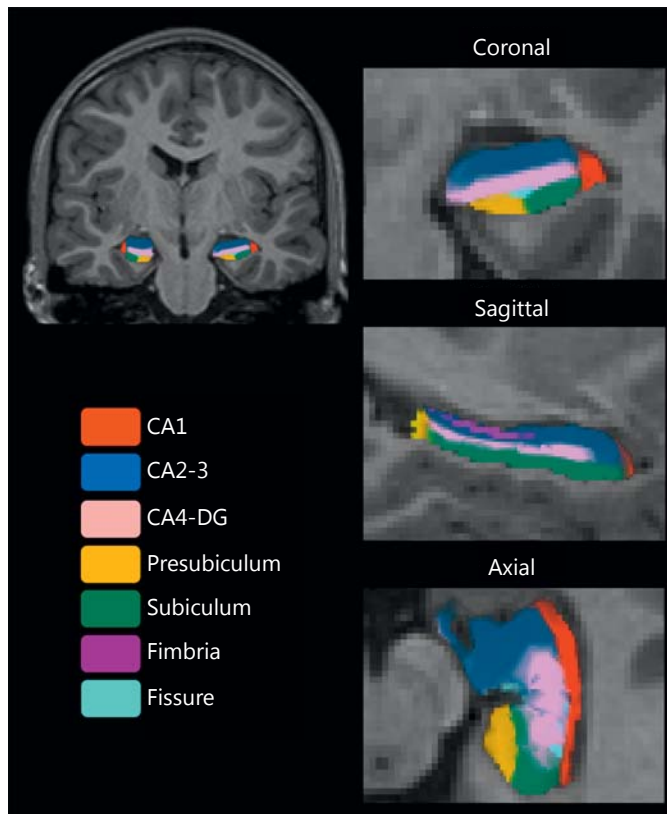 Coronal
Sagittal
CA1
CA2-3
CA4-DG
Presubiculum
Subiculum
Fimbria
Fissure
Axial